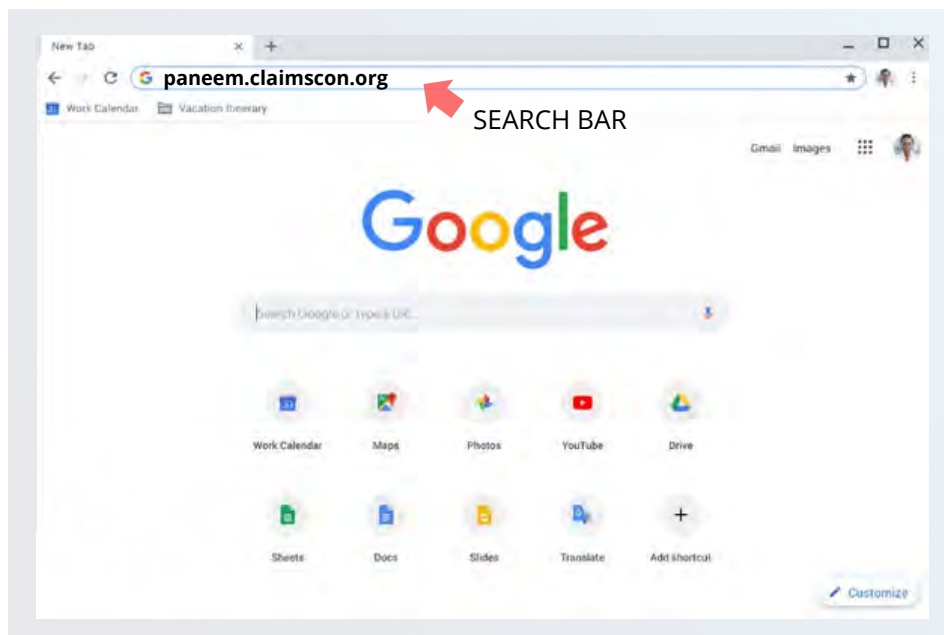 New Tab
paneem.claimscon.org
Work Calendar Vacation Itinerary
SEARCH BAR
Gmail Images
Google
Search Google or type a URL
Work Calendar Maps Photos YouTube Drive
Sheets Docs Slides Translate Add shortcut
Customize